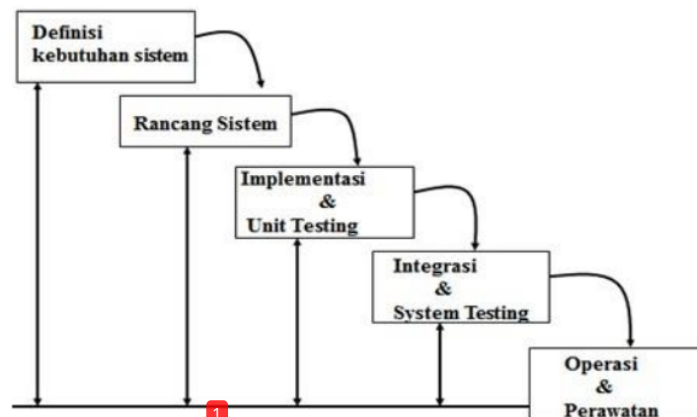 Definisi
kebutuhan sistem
Rancang Sistem
Implementasi
&
Unit Testing
Integrasi
&
System Testing
Operasi
&
Perawatan
1